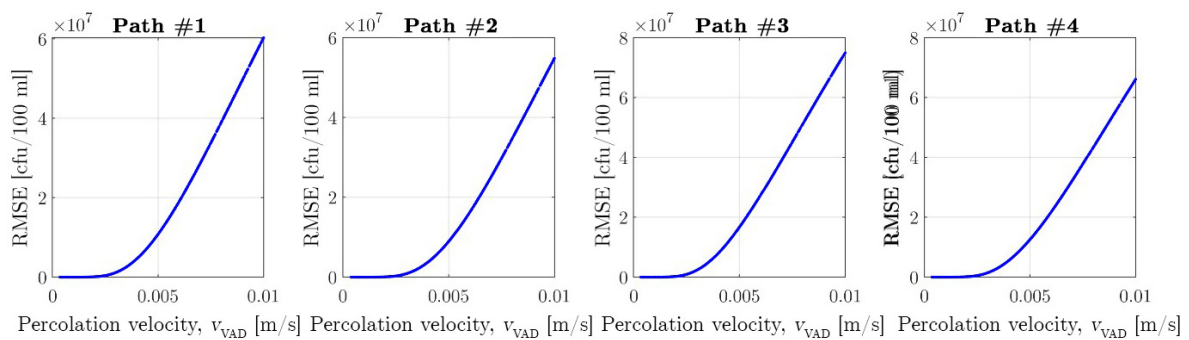 ×10⁷ Path #1
RMSE [cfu/100 ml]
6
4
2
0
0 0.005 0.01
Percolation velocity, v_VAD [m/s]
×10⁷ Path #2
RMSE [cfu/100 ml]
6
4
2
0
0 0.005 0.01
Percolation velocity, v_VAD [m/s]
×10⁷ Path #3
RMSE [cfu/100 ml]
8
6
4
2
0
0 0.005 0.01
Percolation velocity, v_VAD [m/s]
×10⁷ Path #4
RMSE [cfu/100 ml]
8
6
4
2
0
0 0.005 0.01
Percolation velocity, v_VAD [m/s]